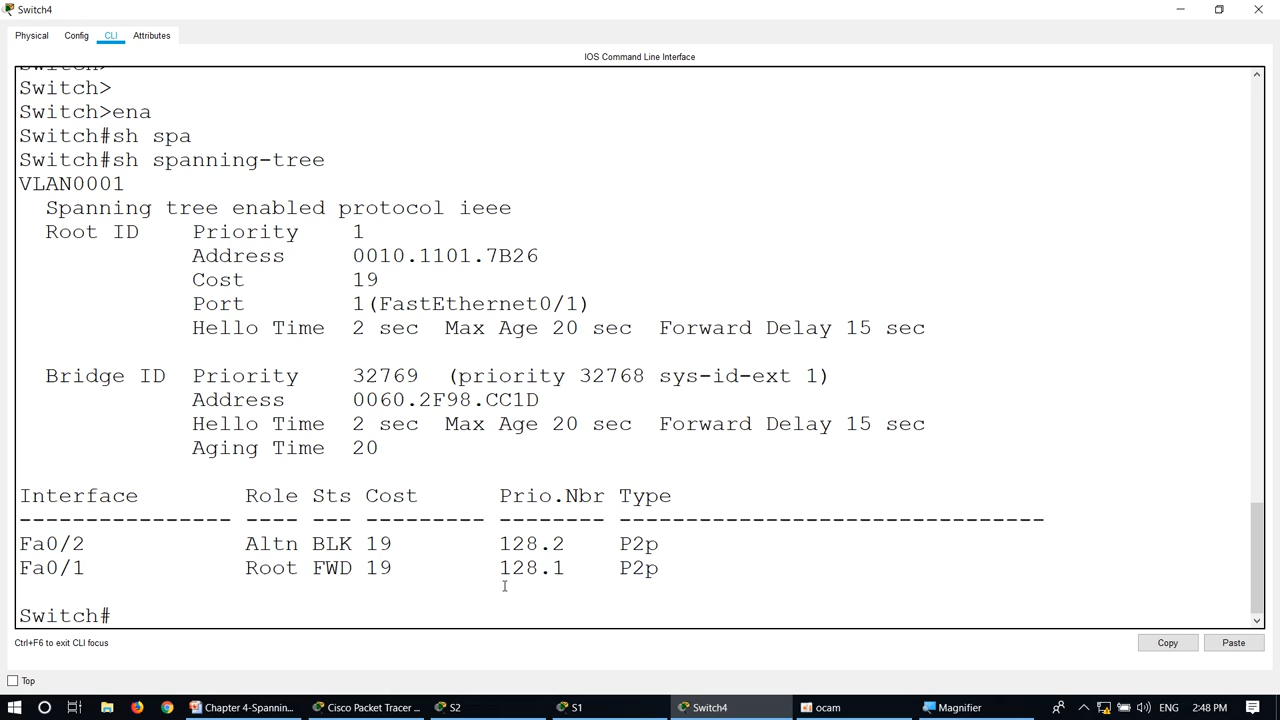 Switch4
Physical Config CLI Attributes
IOS Command Line Interface
Switch>
Switch>
Switch>ena
Switch#sh spa
Switch#sh spanning-tree
VLAN0001
Spanning tree enabled protocol ieee
Root ID Priority 1
Address 0010.1101.7B26
Cost 19
Port 1(FastEthernet0/1)
Hello Time 2 sec Max Age 20 sec Forward Delay 15 sec
Bridge ID Priority 32769 (priority 32768 sys-id-ext 1)
Address 0060.2F98.CC1D
Hello Time 2 sec Max Age 20 sec Forward Delay 15 sec
Aging Time 20
Interface Role Sts Cost Prio.Nbr Type
---------------- ---- --- --------- -------- --------------------------------
Fa0/2 Altn BLK 19 128.2 P2p
Fa0/1 Root FWD 19 128.1 P2p
Switch#
Ctrl+F6 to exit CLI focus
Copy Paste
Top
Chapter 4-Spannin... Cisco Packet Tracer ... S2 S1 Switch4 ocam Magnifier ENG 2:48 PM